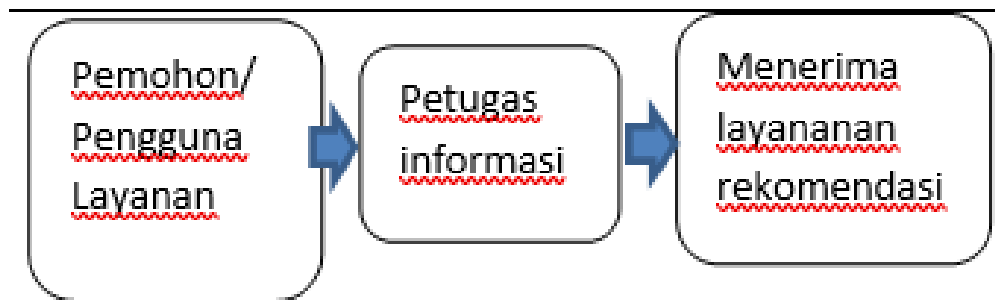 Pemohon/
Pengguna
Layanan
Petugas
informasi
Menerima
layananan
rekomendasi